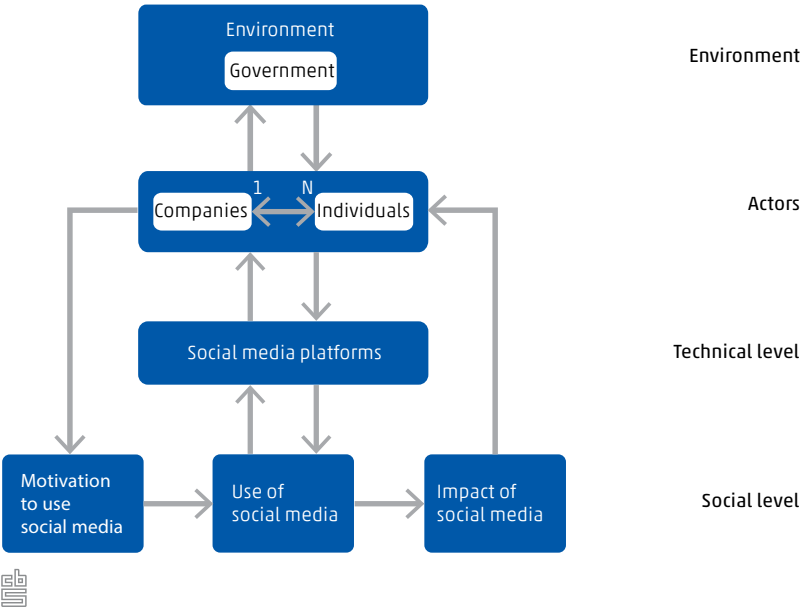 Environment
Government
Environment
1 N
Companies
Individuals
Actors
Social media platforms
Technical level
Motivation
to use
social media
Use of
social media
Impact of
social media
Social level
cbs